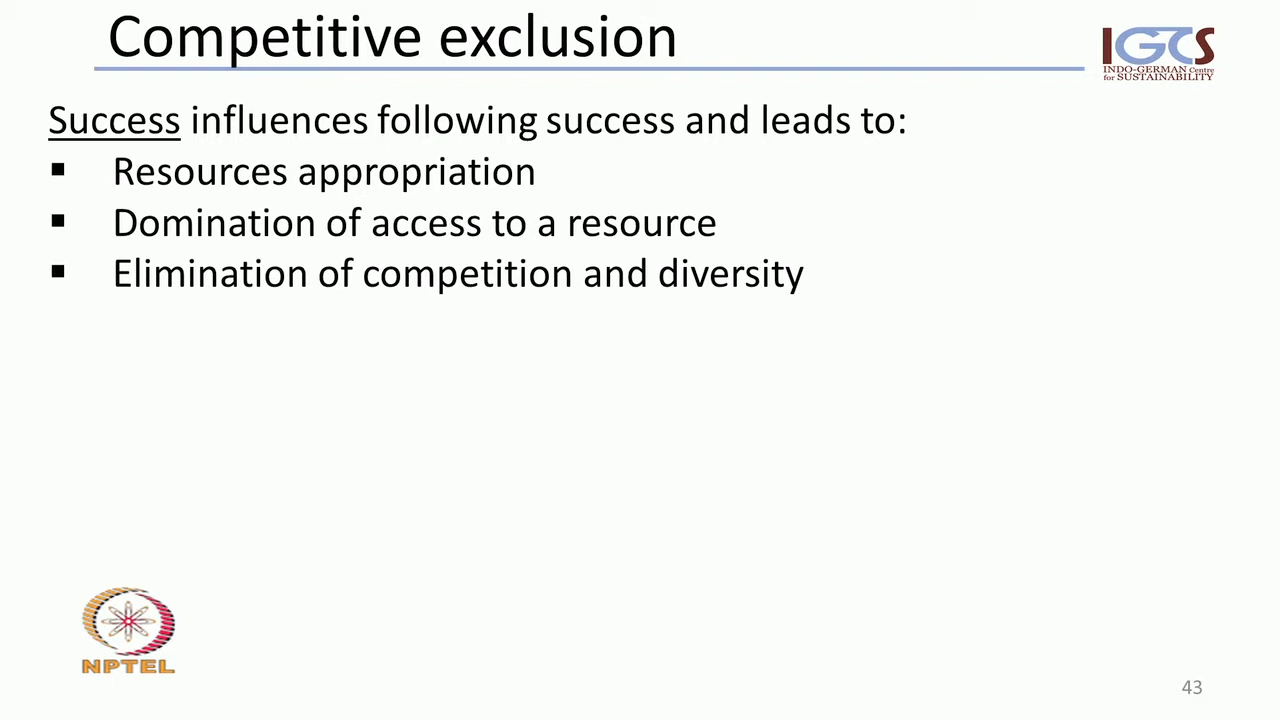 Competitive exclusion
IGCS
INDO-GERMAN Centre
for SUSTAINABILITY
Success influences following success and leads to:
▪ Resources appropriation
▪ Domination of access to a resource
▪ Elimination of competition and diversity
NPTEL
43